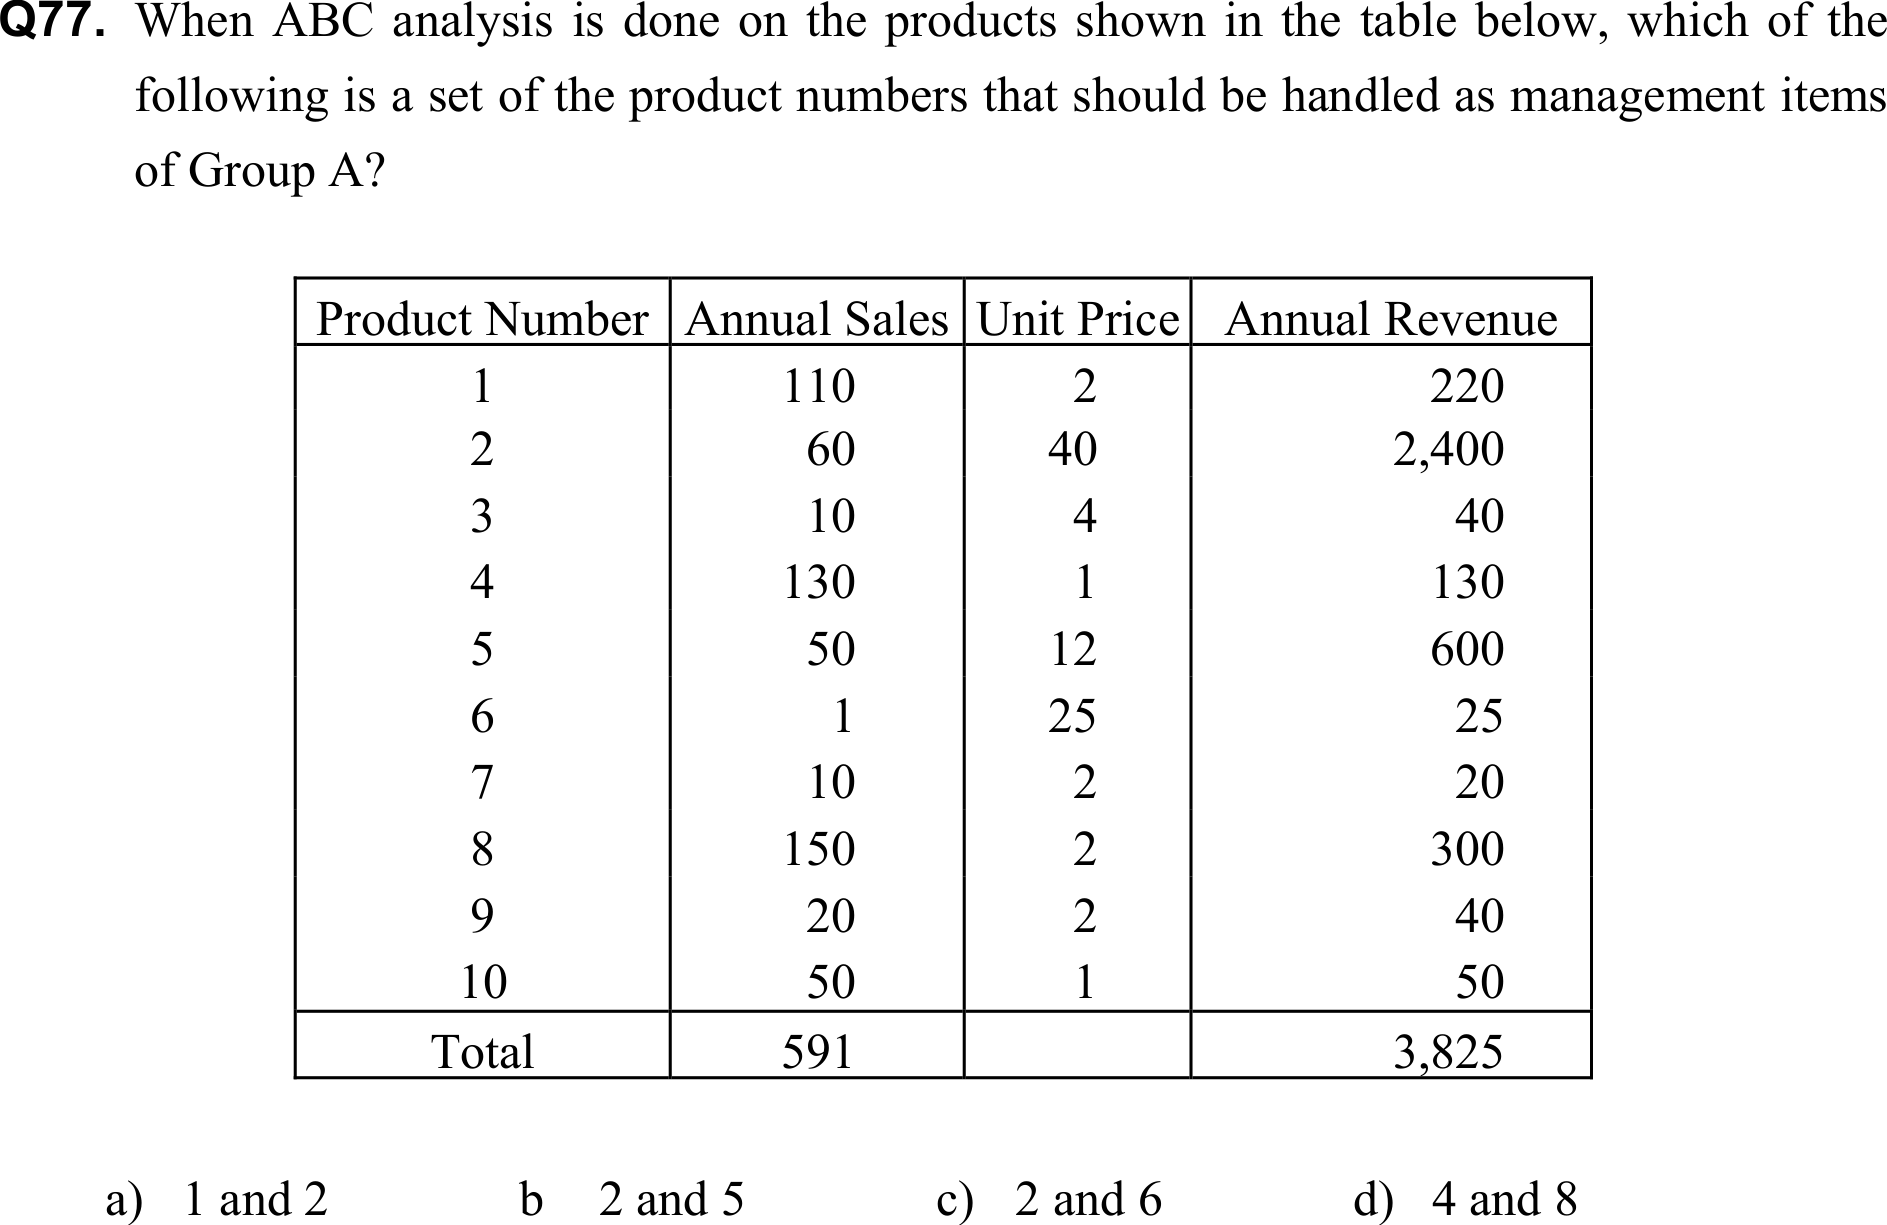 Q77. When ABC analysis is done on the products shown in the table below, which of the
following is a set of the product numbers that should be handled as management items
of Group A?
Product Number Annual Sales Unit Price Annual Revenue
1 110 2 220
2 60 40 2,400
3 10 4 40
4 130 1 130
5 50 12 600
6 1 25 25
7 10 2 20
8 150 2 300
9 20 2 40
10 50 1 50
Total 591 3,825
a) 1 and 2 b 2 and 5 c) 2 and 6 d) 4 and 8